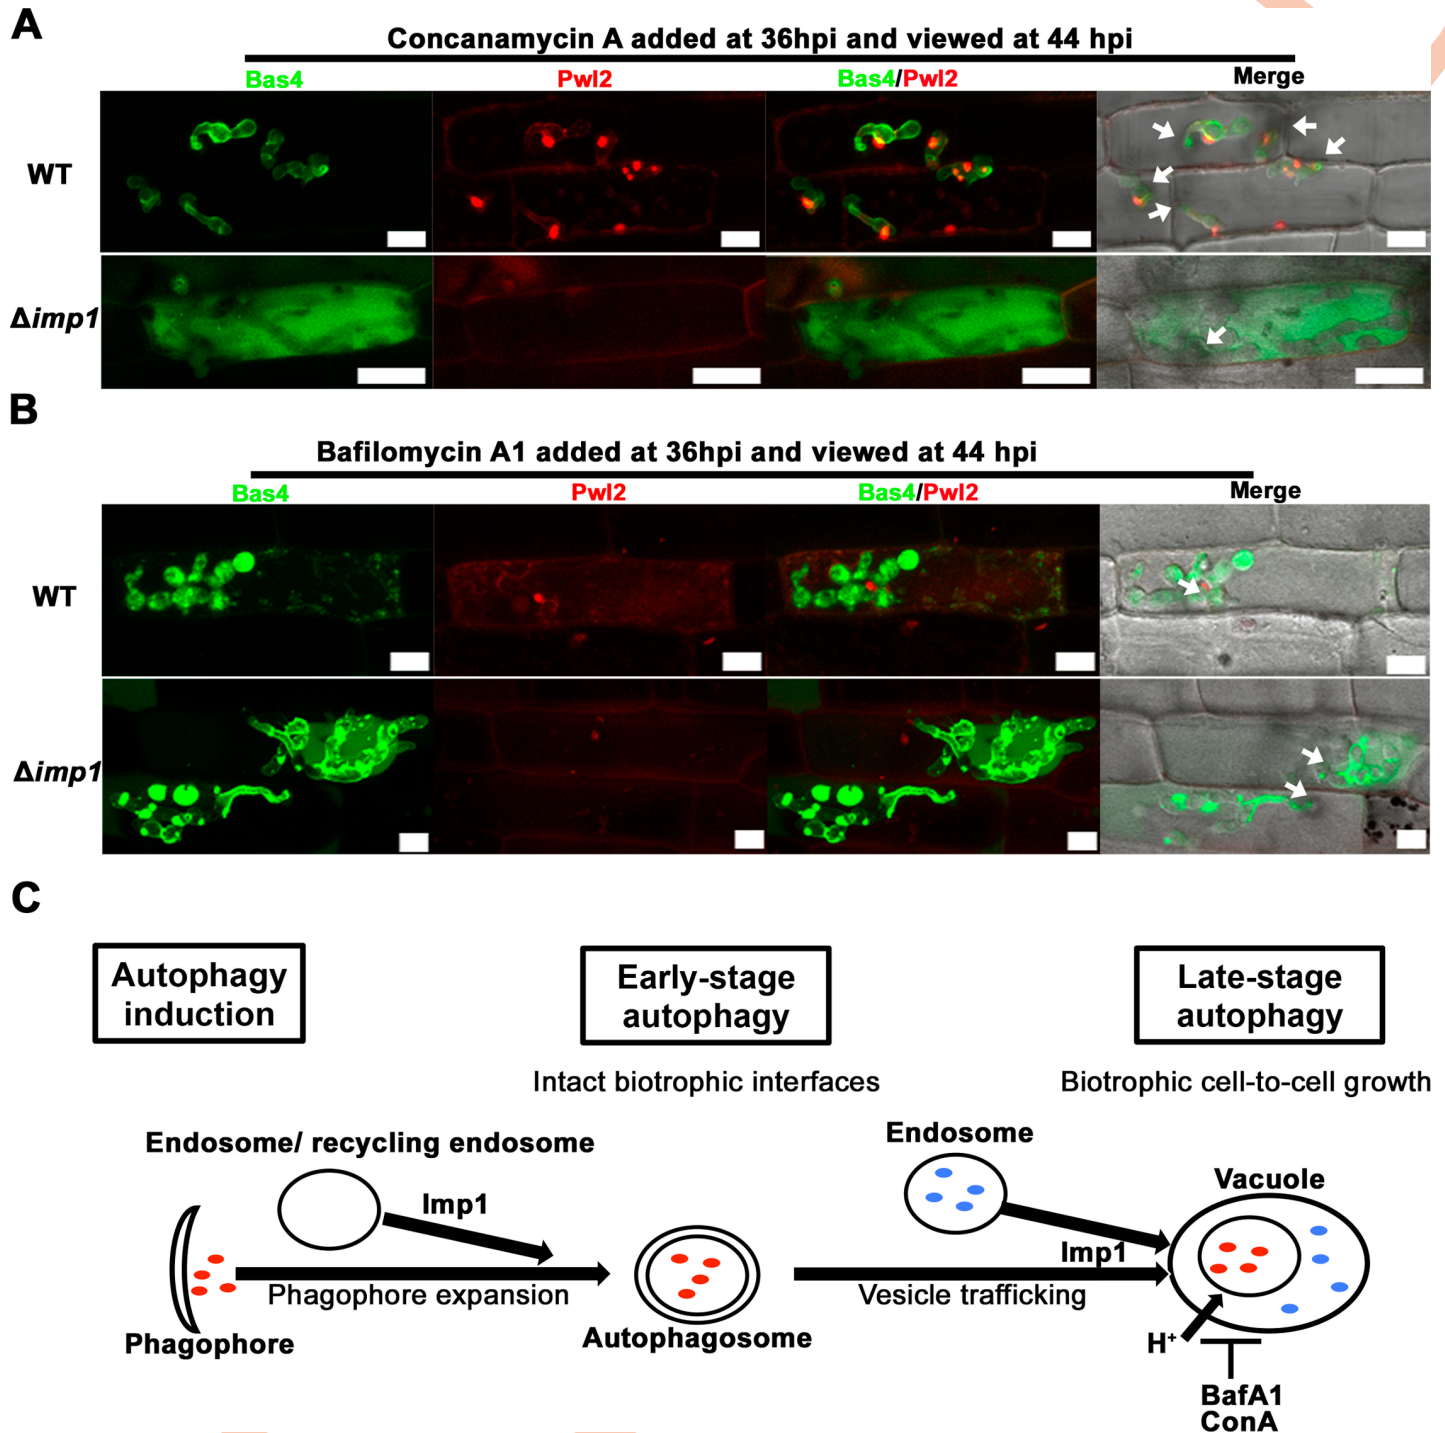 A
Concanamycin A added at 36hpi and viewed at 44 hpi
Bas4 Pwl2 Bas4/Pwl2 Merge
WT
Δimp1
B
Bafilomycin A1 added at 36hpi and viewed at 44 hpi
Bas4 Pwl2 Bas4/Pwl2 Merge
WT
Δimp1
C
Autophagy
induction
Early-stage
autophagy
Late-stage
autophagy
Intact biotrophic interfaces
Biotrophic cell-to-cell growth
Endosome/ recycling endosome
Endosome
Vacuole
Imp1
Imp1
Phagophore expansion
Vesicle trafficking
Phagophore
Autophagosome
H+
BafA1
ConA